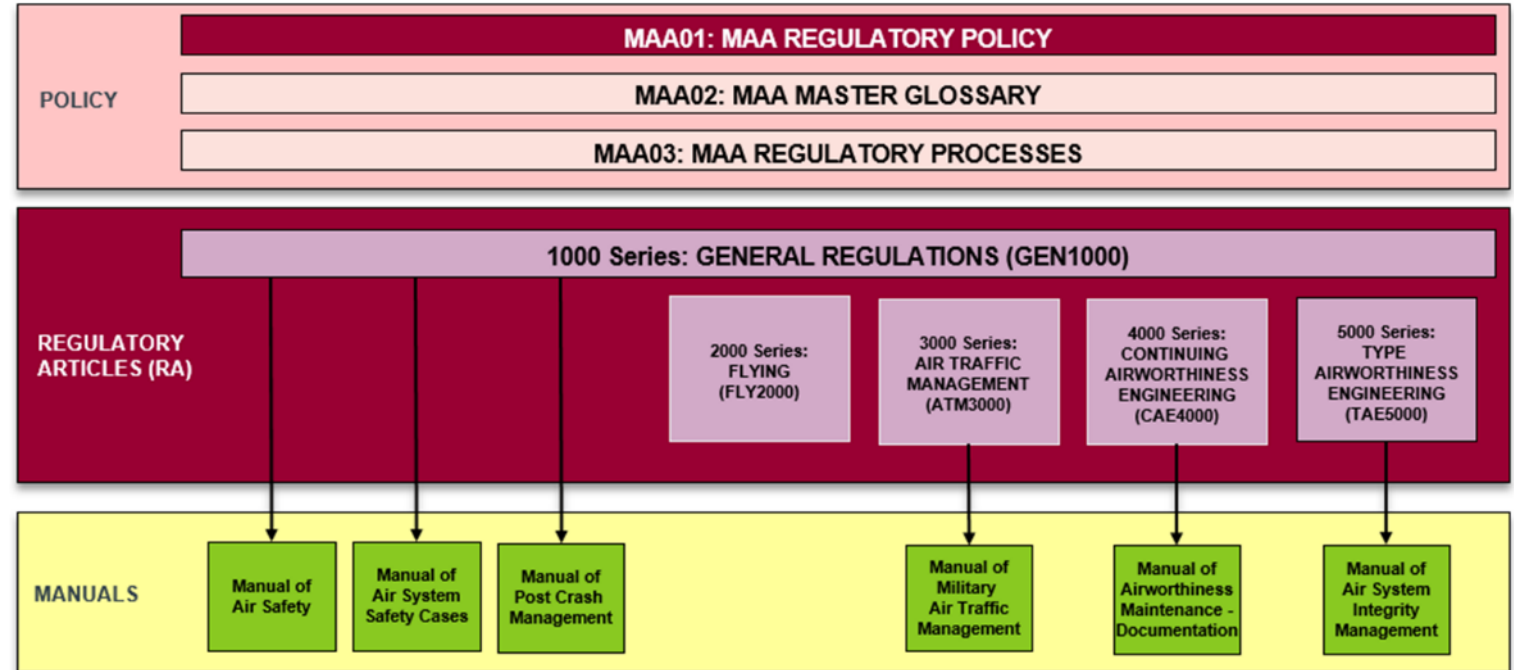 MAA01: MAA REGULATORY POLICY
POLICY
MAA02: MAA MASTER GLOSSARY
MAA03: MAA REGULATORY PROCESSES
1000 Series: GENERAL REGULATIONS (GEN1000)
REGULATORY
ARTICLES (RA)
2000 Series:
FLYING
(FLY2000)
3000 Series:
AIR TRAFFIC
MANAGEMENT
(ATM3000)
4000 Series:
CONTINUING
AIRWORTHINESS
ENGINEERING
(CAE4000)
5000 Series:
TYPE
AIRWORTHINESS
ENGINEERING
(TAE5000)
MANUALS
Manual of
Air Safety
Manual of
Air System
Safety Cases
Manual of
Post Crash
Management
Manual of
Military
Air Traffic
Management
Manual of
Airworthiness
Maintenance -
Documentation
Manual of
Air System
Integrity
Management